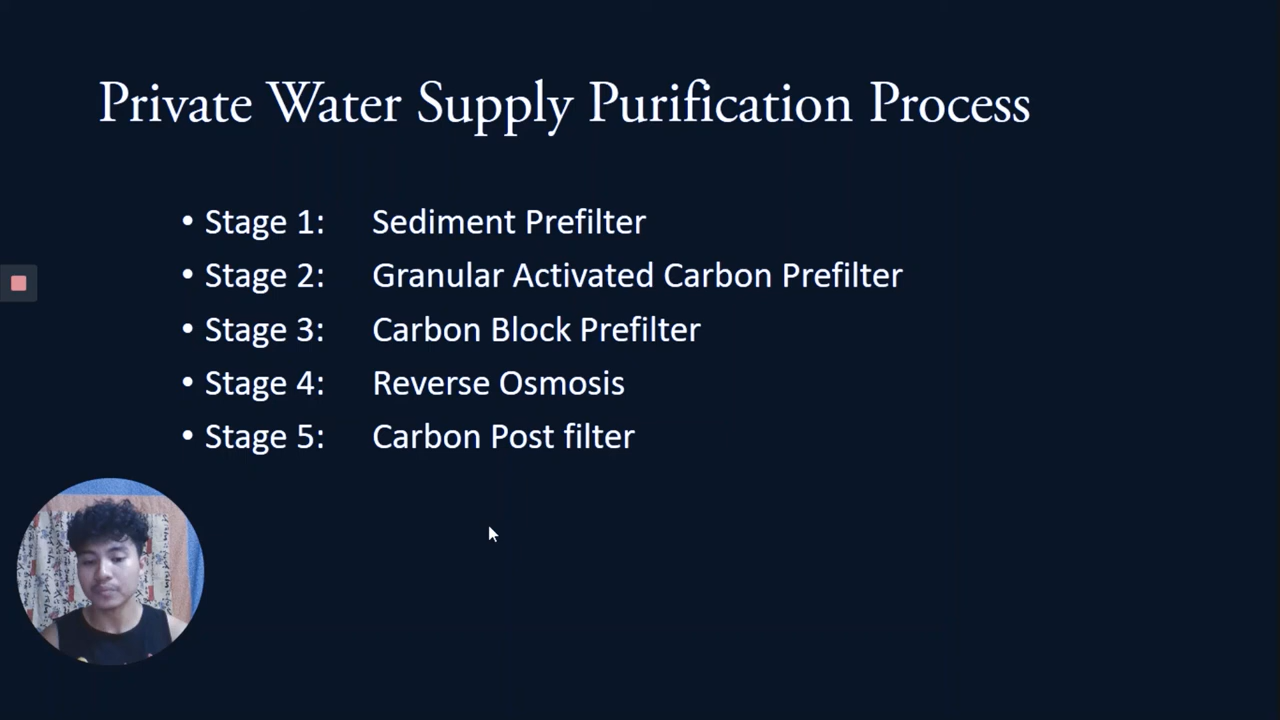 Private Water Supply Purification Process
• Stage 1: Sediment Prefilter
• Stage 2: Granular Activated Carbon Prefilter
• Stage 3: Carbon Block Prefilter
• Stage 4: Reverse Osmosis
• Stage 5: Carbon Post filter